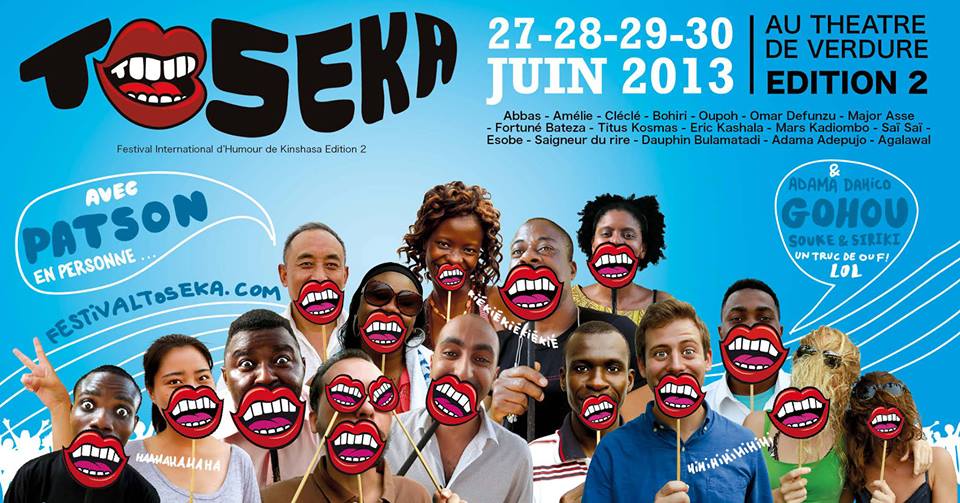 TOSEKA
Festival International d'Humour de Kinshasa Edition 2
27-28-29-30
JUIN 2013
AU THEATRE
DE VERDURE
EDITION 2
Abbas - Amélie - Cléclé - Bohiri - Oupoh - Omar Defunzu - Major Asse
- Fortuné Bateza - Titus Kosmas - Eric Kashala - Mars Kadiombo - Saï Saï -
Esobe - Saigneur du rire - Dauphin Bulamatadi - Adama Adepujo - Agalawal
AVEC
PATSON
EN PERSONNE ...
FESTIVALTOSEKA.COM
&
ADAMA DAHICO
GOHOU
SOUKE & SIRIKI
UN TRUC DE OUF!
LOL
KIÉKIÉKIÉKIÉKIÉ
HAHAHAHAHAHA